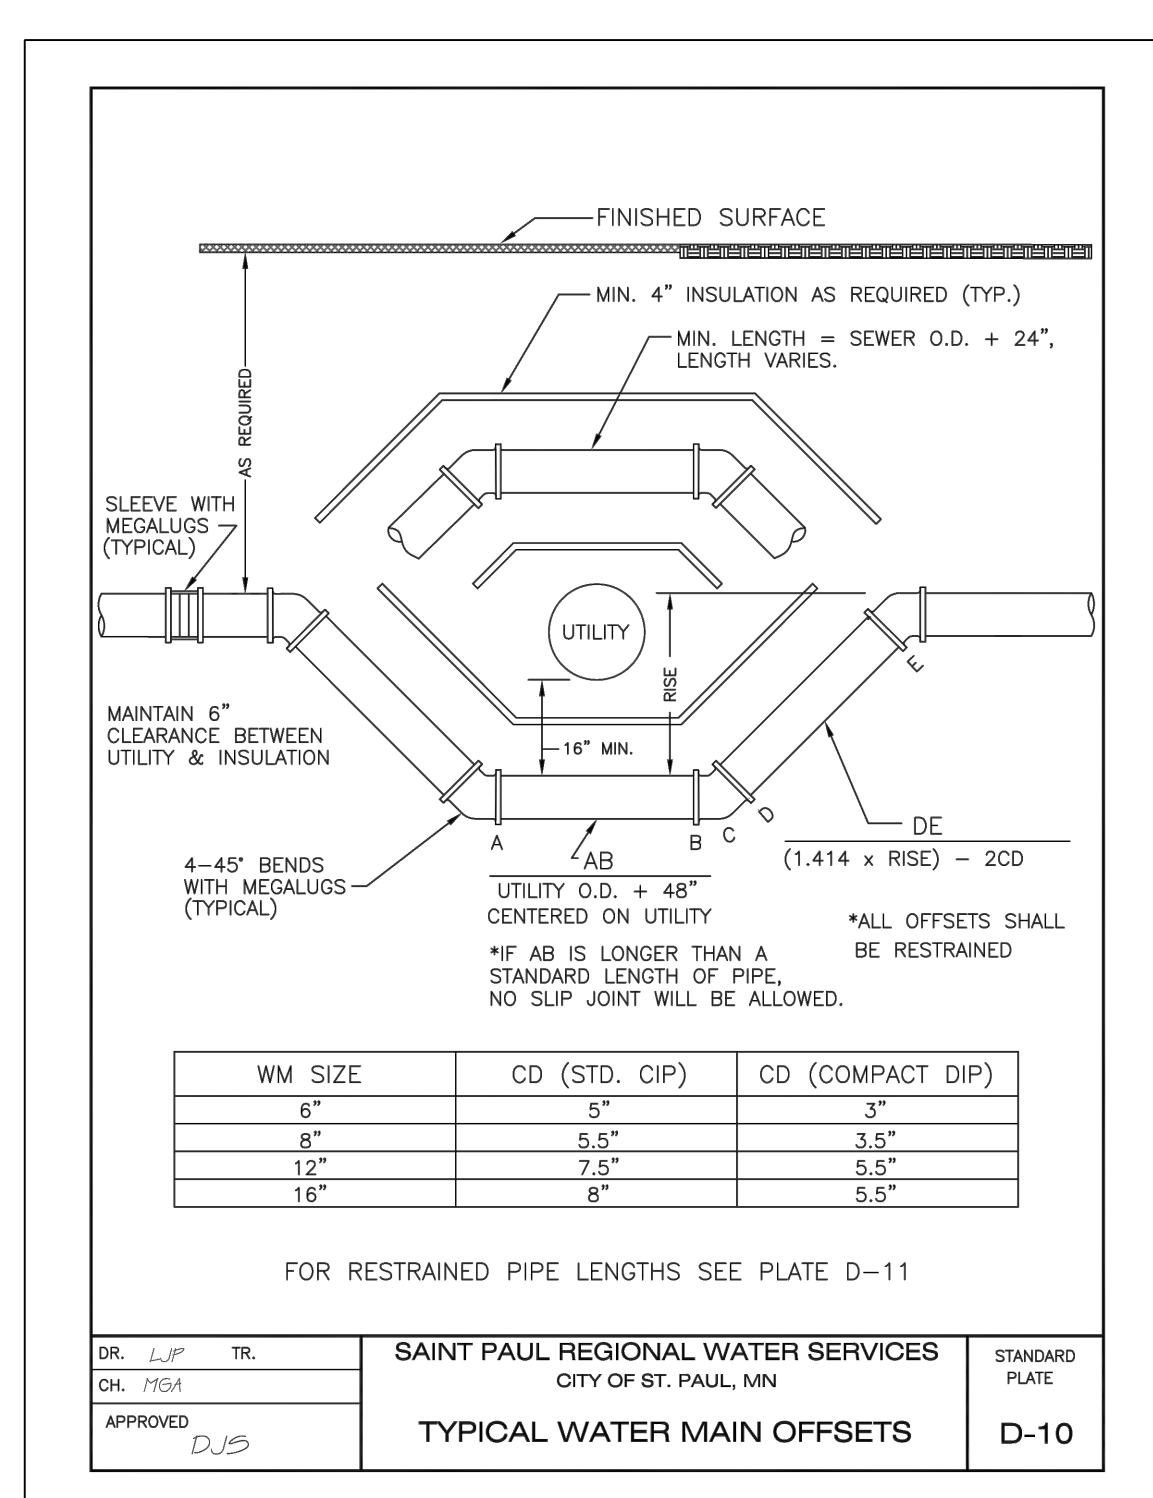 FINISHED SURFACE
MIN. 4" INSULATION AS REQUIRED (TYP.)
MIN. LENGTH = SEWER O.D. + 24",
LENGTH VARIES.
AS REQUIRED
SLEEVE WITH
MEGALUGS
(TYPICAL)
UTILITY
RISE
E
MAINTAIN 6"
CLEARANCE BETWEEN
UTILITY & INSULATION
16" MIN.
A
B
C
D
DE
(1.414 x RISE) – 2CD
4–45° BENDS
WITH MEGALUGS
(TYPICAL)
AB
UTILITY O.D. + 48"
CENTERED ON UTILITY
*ALL OFFSETS SHALL
BE RESTRAINED
*IF AB IS LONGER THAN A
STANDARD LENGTH OF PIPE,
NO SLIP JOINT WILL BE ALLOWED.
WM SIZE CD (STD. CIP) CD (COMPACT DIP)
6" 5" 3"
8" 5.5" 3.5"
12" 7.5" 5.5"
16" 8" 5.5"
FOR RESTRAINED PIPE LENGTHS SEE PLATE D–11
DR. LJP TR.
CH. MGA
APPROVED
DJS
SAINT PAUL REGIONAL WATER SERVICES
CITY OF ST. PAUL, MN
TYPICAL WATER MAIN OFFSETS
STANDARD
PLATE
D-10